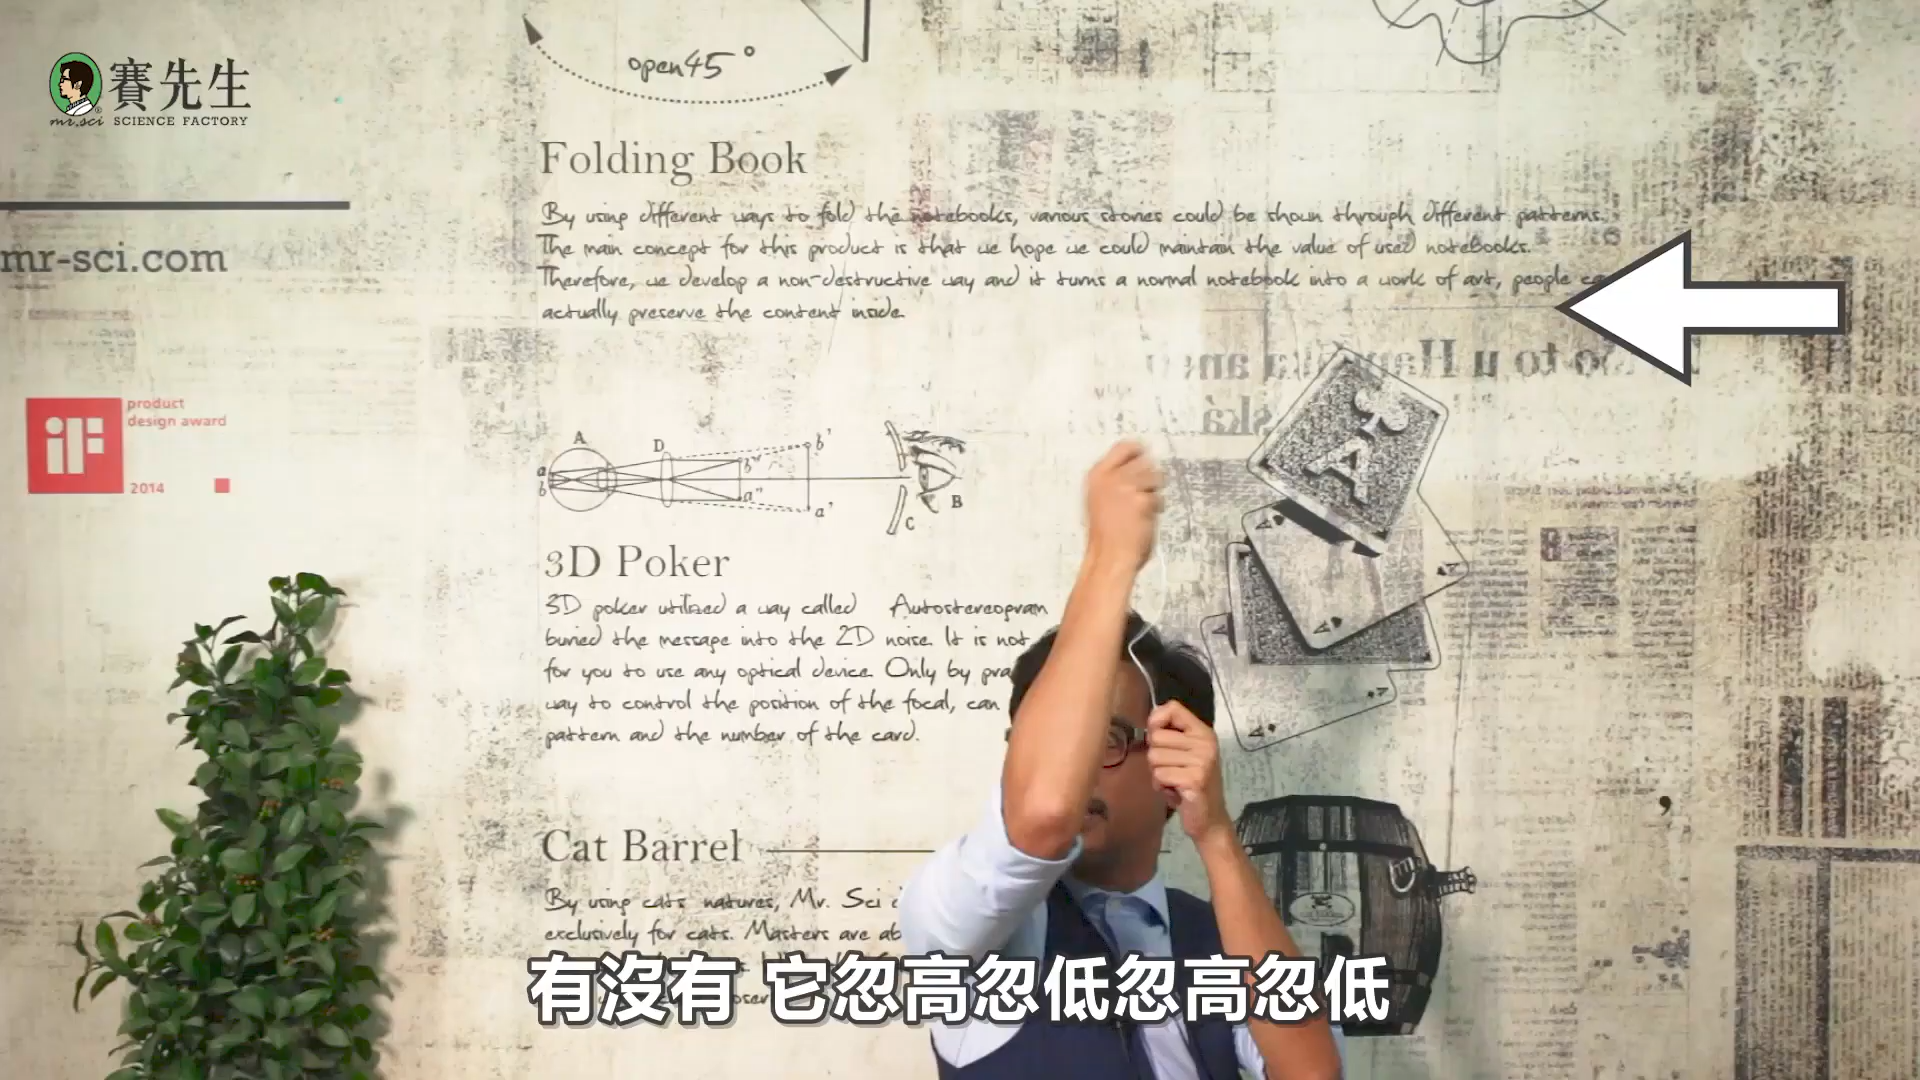 open45°
賽先生
mr.sci SCIENCE FACTORY
Folding Book
By using different ways to fold the notebooks, various stories could be shown through different patterns.
The main concept for this product is that we hope we could maintain the value of used notebooks.
Therefore, we develop a non-destructive way and it turns a normal notebook into a work of art, people
actually preserve the content inside.
mr-sci.com
iF
product
design award
2014
A
D
b'
a
b
b''
a''
a'
B
C
A
3D Poker
3D poker utilized a way called Autostereogram
buried the message into the 2D noise. It is not
for you to use any optical device. Only by
way to control the position of the focal, can
pattern and the number of the card.
Cat Barrel
By using cats natures, Mr. Sci
exclusively for cats. Masters are
有沒有 它忽高忽低忽高忽低